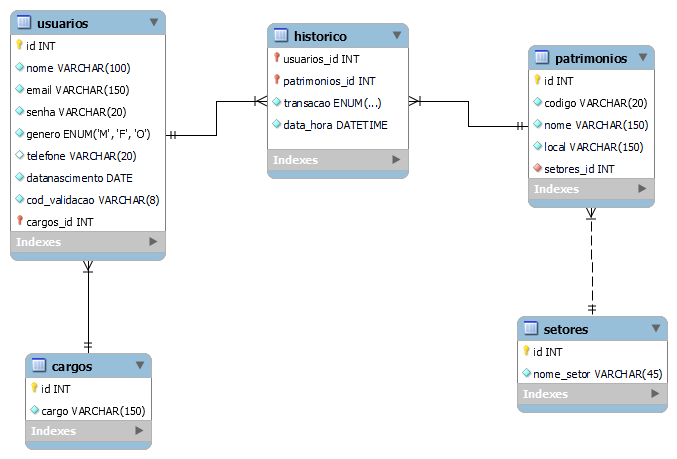 usuarios
id INT
nome VARCHAR(100)
email VARCHAR(150)
senha VARCHAR(20)
genero ENUM('M', 'F', 'O')
telefone VARCHAR(20)
datanascimento DATE
cod_validacao VARCHAR(8)
cargos_id INT
Indexes
historico
usuarios_id INT
patrimonios_id INT
transacao ENUM(...)
data_hora DATETIME
Indexes
patrimonios
id INT
codigo VARCHAR(20)
nome VARCHAR(150)
local VARCHAR(150)
setores_id INT
Indexes
cargos
id INT
cargo VARCHAR(150)
Indexes
setores
id INT
nome_setor VARCHAR(45)
Indexes